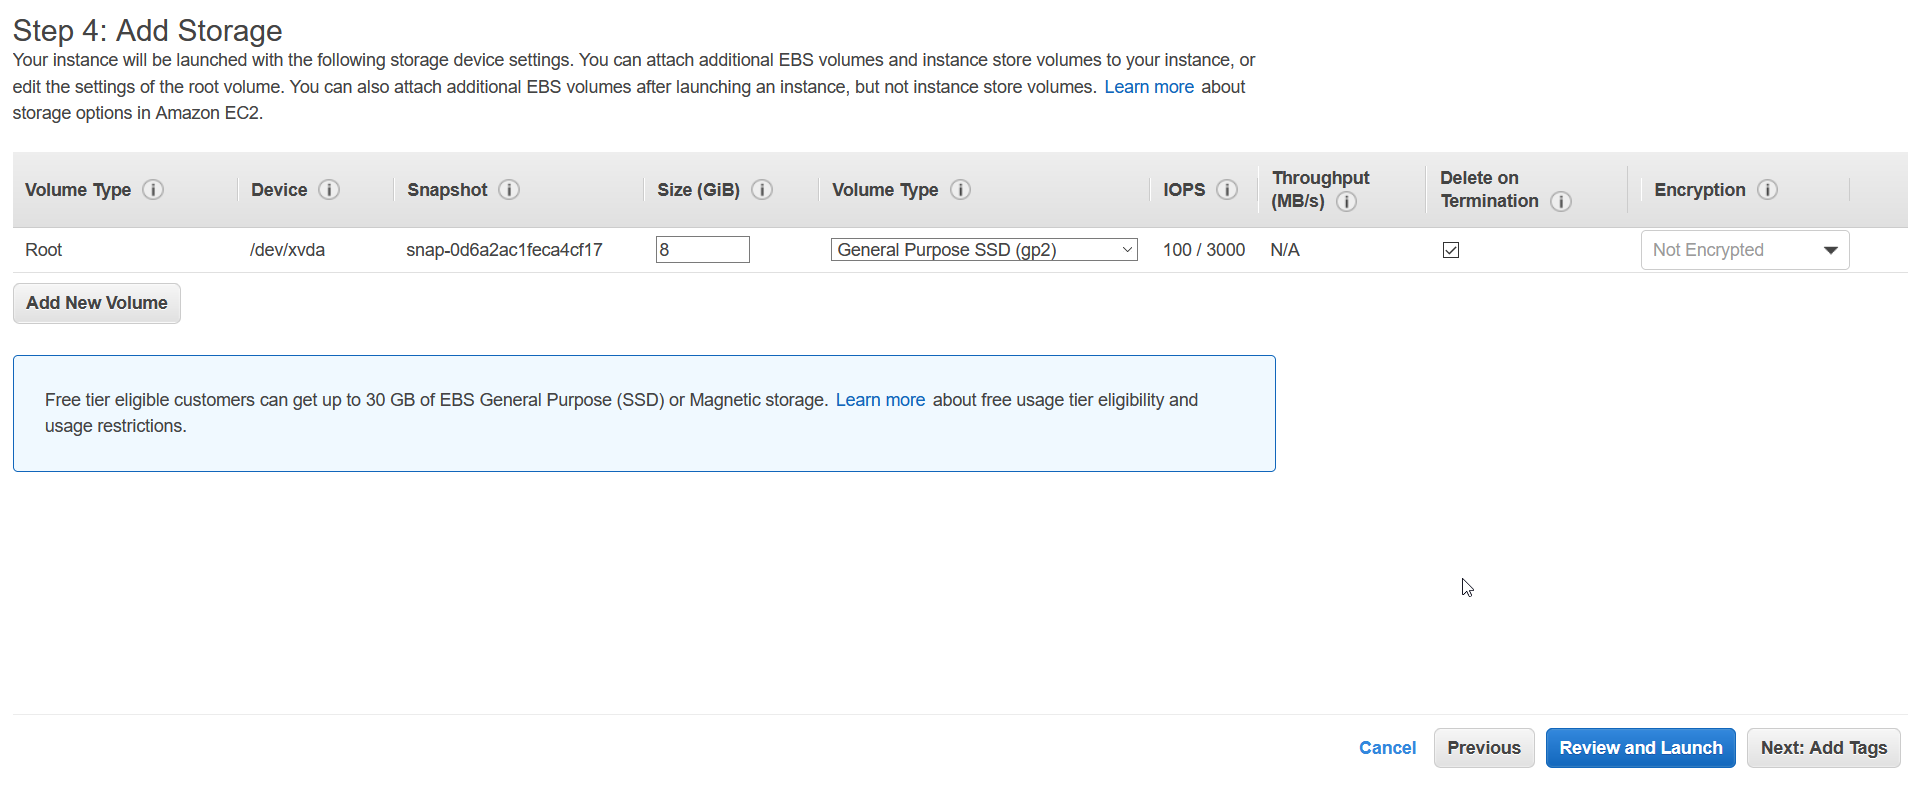 Step 4: Add Storage
Your instance will be launched with the following storage device settings. You can attach additional EBS volumes and instance store volumes to your instance, or
edit the settings of the root volume. You can also attach additional EBS volumes after launching an instance, but not instance store volumes. Learn more about
storage options in Amazon EC2.
Volume Type Device Snapshot Size (GiB) Volume Type IOPS Throughput (MB/s) Delete on Termination Encryption
Root /dev/xvda snap-0d6a2ac1feca4cf17 8 General Purpose SSD (gp2) 100 / 3000 N/A Not Encrypted
Add New Volume
Free tier eligible customers can get up to 30 GB of EBS General Purpose (SSD) or Magnetic storage. Learn more about free usage tier eligibility and
usage restrictions.
Cancel Previous Review and Launch Next: Add Tags